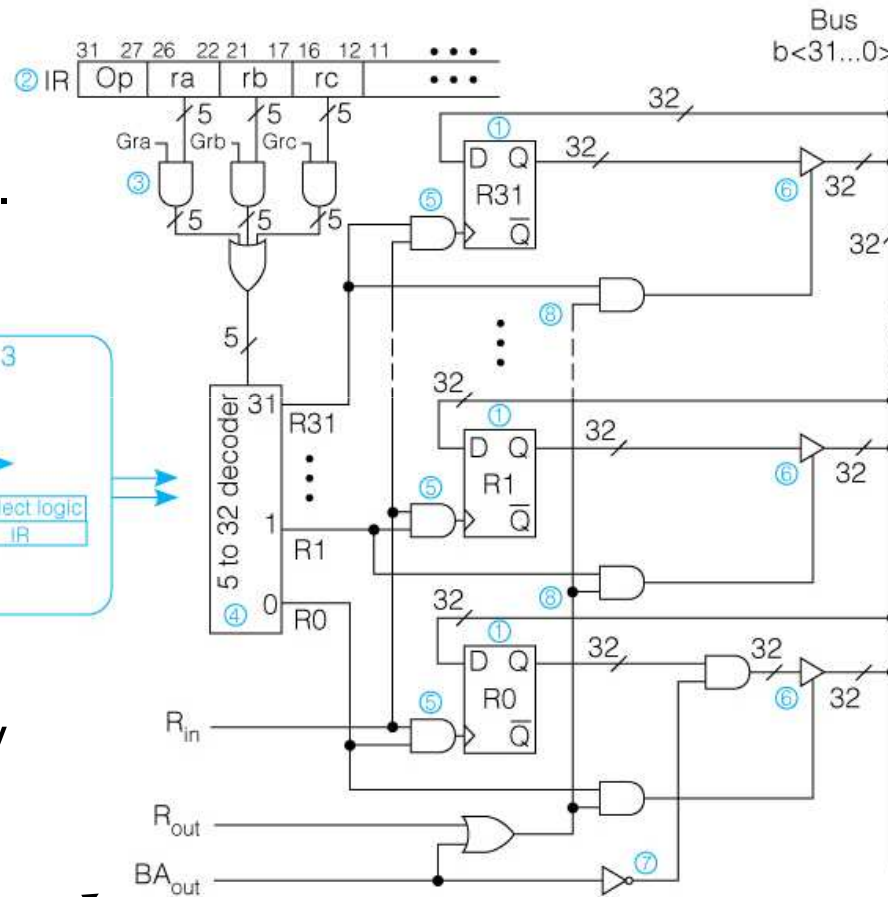 Bus
b<31...0>
31 27 26 22 21 17 16 12 11 • • •
② IR Op ra rb rc • • •
5 5 5
Gra Grb Grc
③
5 5 5
.
32
①
D Q
R31
Q
32
⑥
32
⑤
32
⑧
5
3
5 to 32 decoder
④
31
R31
1
R1
0
R0
lect logic
IR
32
①
D Q
R1
Q
32
⑥
32
⑤
⑧
32
①
D Q
R0
Q
32
32
⑥
32
⑤
Rin
Rout
BAout
⑦